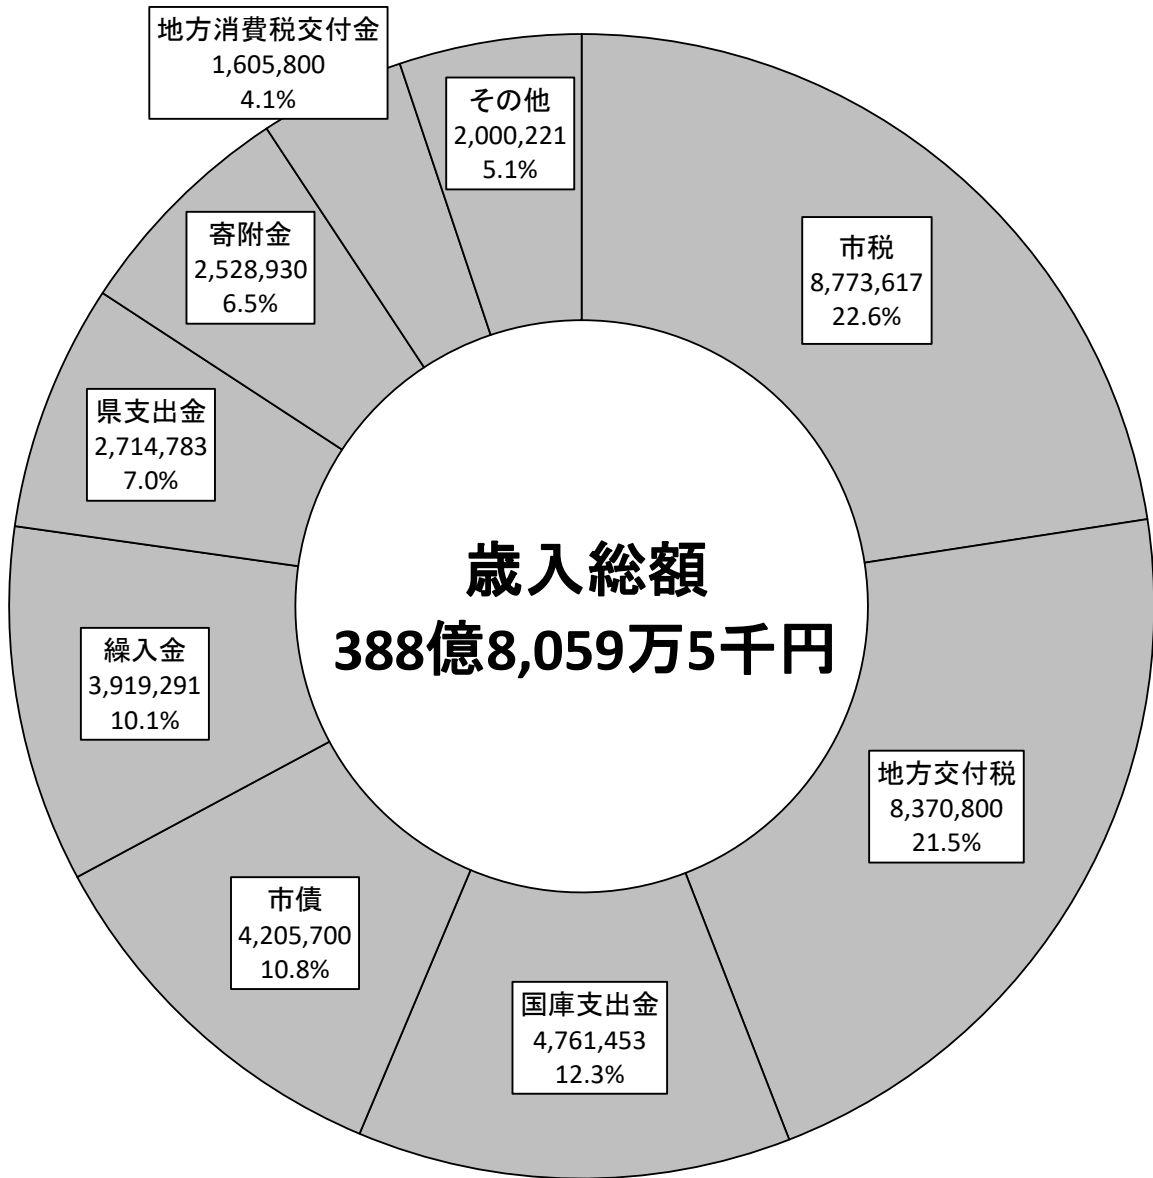 地方消費税交付金
1,605,800
4.1%
その他
2,000,221
5.1%
市税
8,773,617
22.6%
寄附金
2,528,930
6.5%
県支出金
2,714,783
7.0%
歳入総額
388億8,059万5千円
繰入金
3,919,291
10.1%
地方交付税
8,370,800
21.5%
市債
4,205,700
10.8%
国庫支出金
4,761,453
12.3%